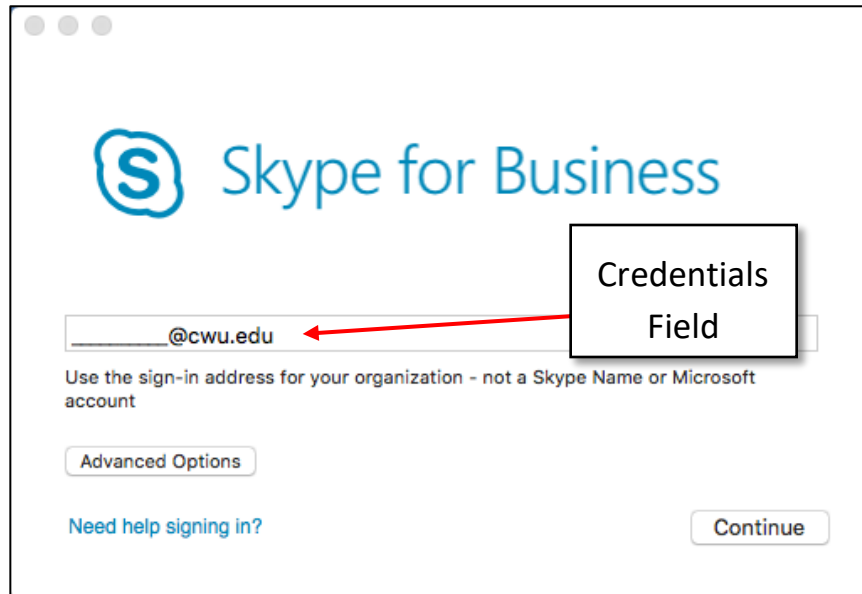 S Skype for Business
Credentials
Field
_________@cwu.edu
Use the sign-in address for your organization - not a Skype Name or Microsoft
account
Advanced Options
Need help signing in?
Continue